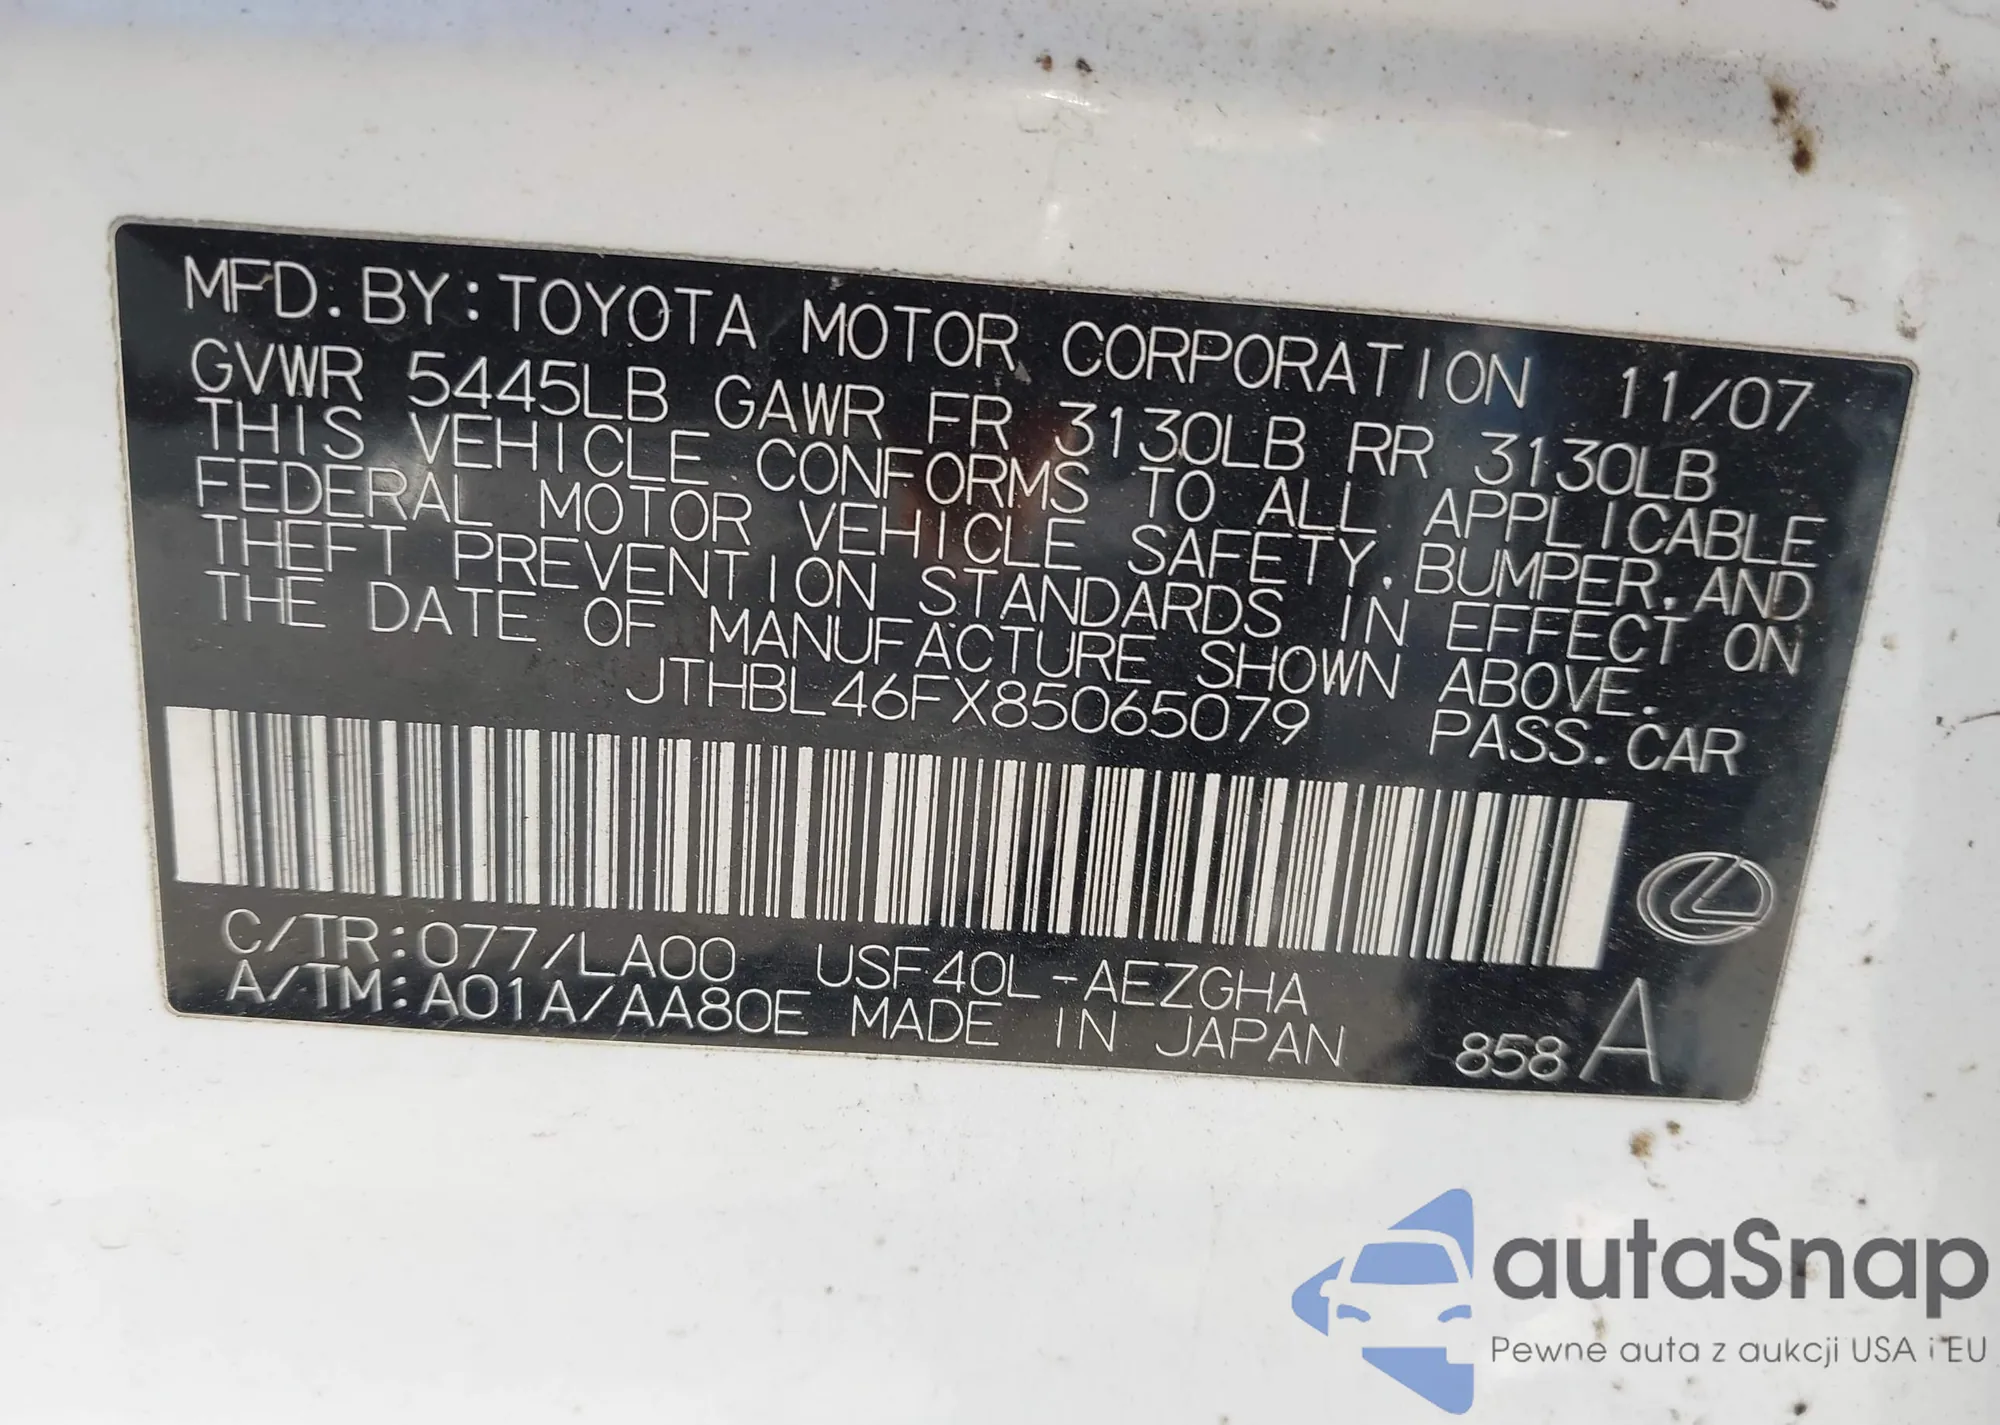 MFD. BY: TOYOTA MOTOR CORPORATION 11/07
GVWR 5445LB GAWR FR 3130LB RR 3130LB
THIS VEHICLE CONFORMS TO ALL APPLICABLE
FEDERAL MOTOR VEHICLE SAFETY, BUMPER, AND
THEFT PREVENTION STANDARDS IN EFFECT ON
THE DATE OF MANUFACTURE SHOWN ABOVE.
JTHBL46FX85065079 PASS. CAR
C/TR: 077/LA00 USF40L-AEZGHA
A/TM: A01A/AA80E MADE IN JAPAN 858 A
autaSnap
Pewne auta z aukcji USA i EU